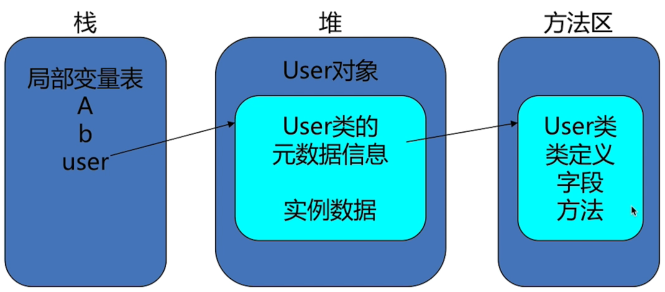 栈
局部变量表
A
b
user
堆
User对象
User类的
元数据信息
实例数据
方法区
User类
类定义
字段
方法